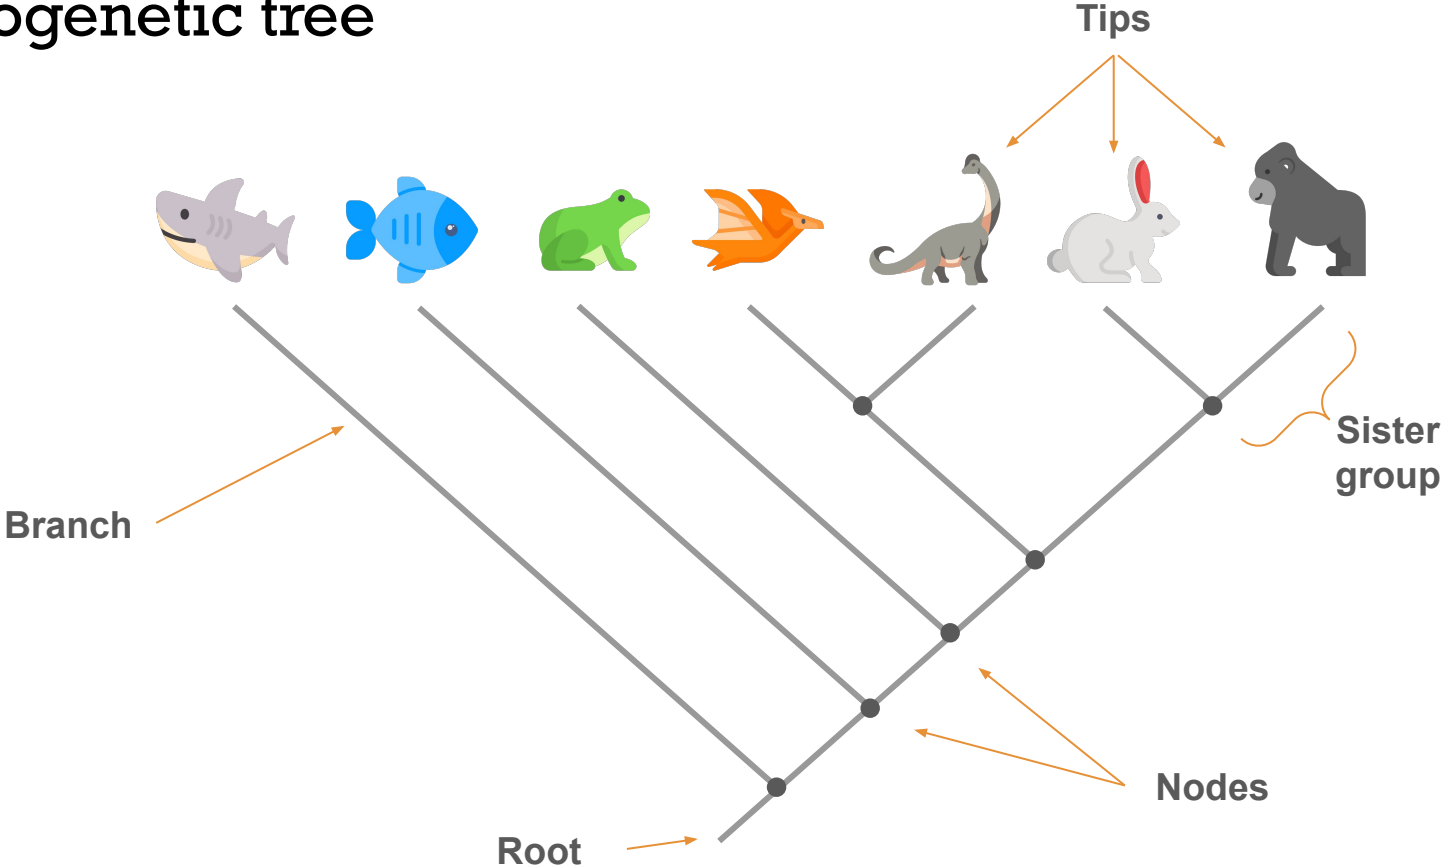 ogenetic tree
Tips
Sister
group
Branch
Nodes
Root